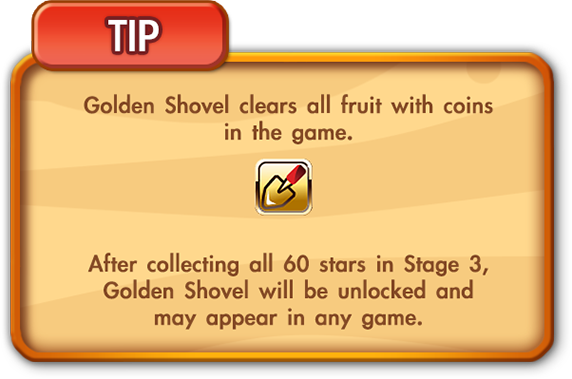 TIP
Golden Shovel clears all fruit with coins
in the game.
After collecting all 60 stars in Stage 3,
Golden Shovel will be unlocked and
may appear in any game.